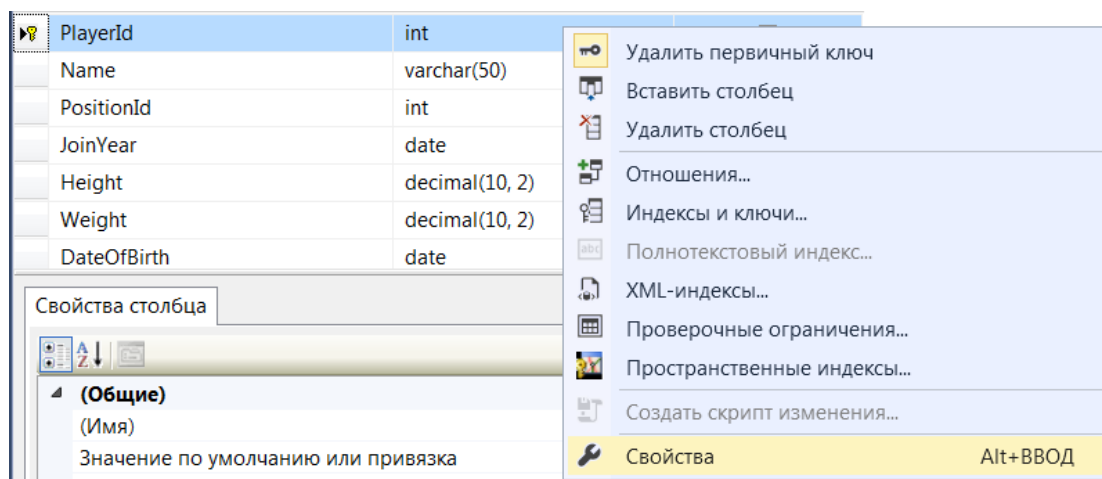 PlayerId int
Name varchar(50)
PositionId int
JoinYear date
Height decimal(10, 2)
Weight decimal(10, 2)
DateOfBirth date
Свойства столбца
(Общие)
(Имя)
Значение по умолчанию или привязка
Удалить первичный ключ
Вставить столбец
Удалить столбец
Отношения...
Индексы и ключи...
Полнотекстовый индекс...
XML-индексы...
Проверочные ограничения...
Пространственные индексы...
Создать скрипт изменения...
Свойства Alt+ВВОД